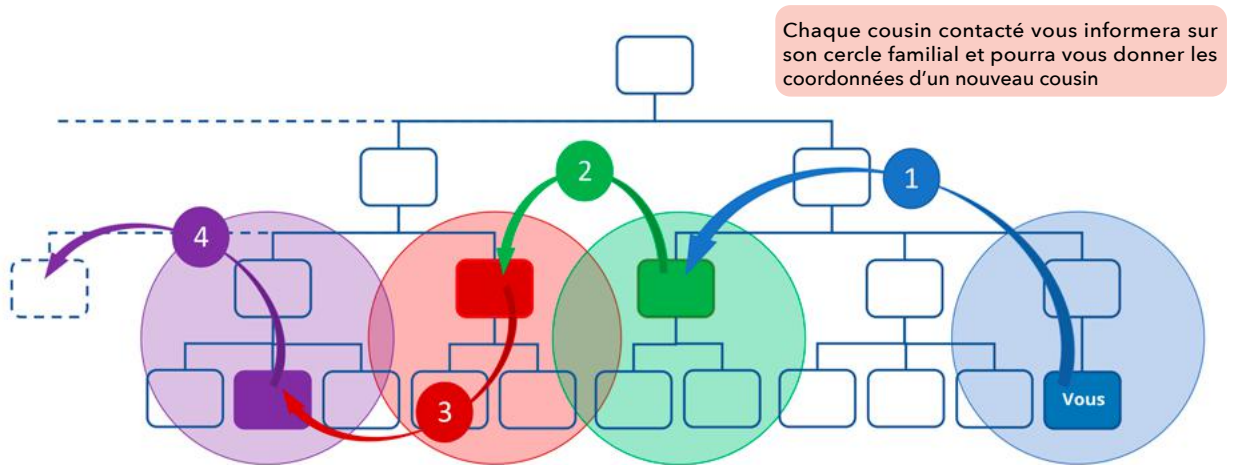 Chaque cousin contacté vous informera sur
son cercle familial et pourra vous donner les
coordonnées d'un nouveau cousin
2
1
4
3
Vous